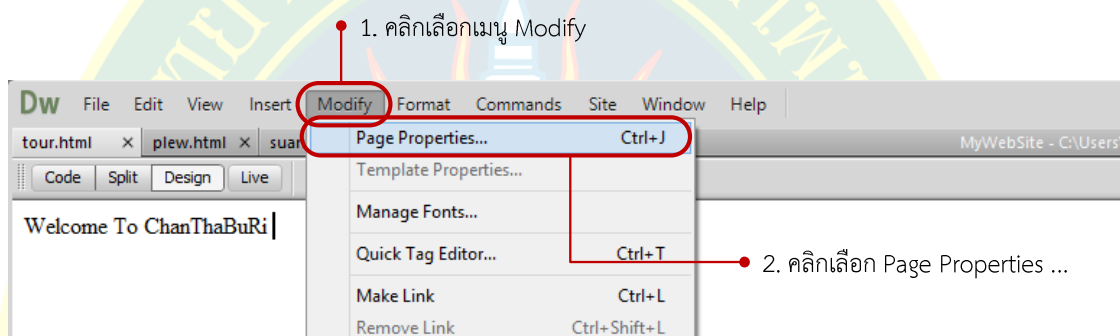 1. คลิกเลือกเมนู Modify
Dw File Edit View Insert Modify Format Commands Site Window Help
tour.html × plew.html × suar
Page Properties... Ctrl+J
MyWebSite - C:\Users\
Code Split Design Live
Template Properties...
Manage Fonts...
Welcome To ChanThaBuRi
Quick Tag Editor... Ctrl+T
2. คลิกเลือก Page Properties ...
Make Link Ctrl+L
Remove Link Ctrl+Shift+L